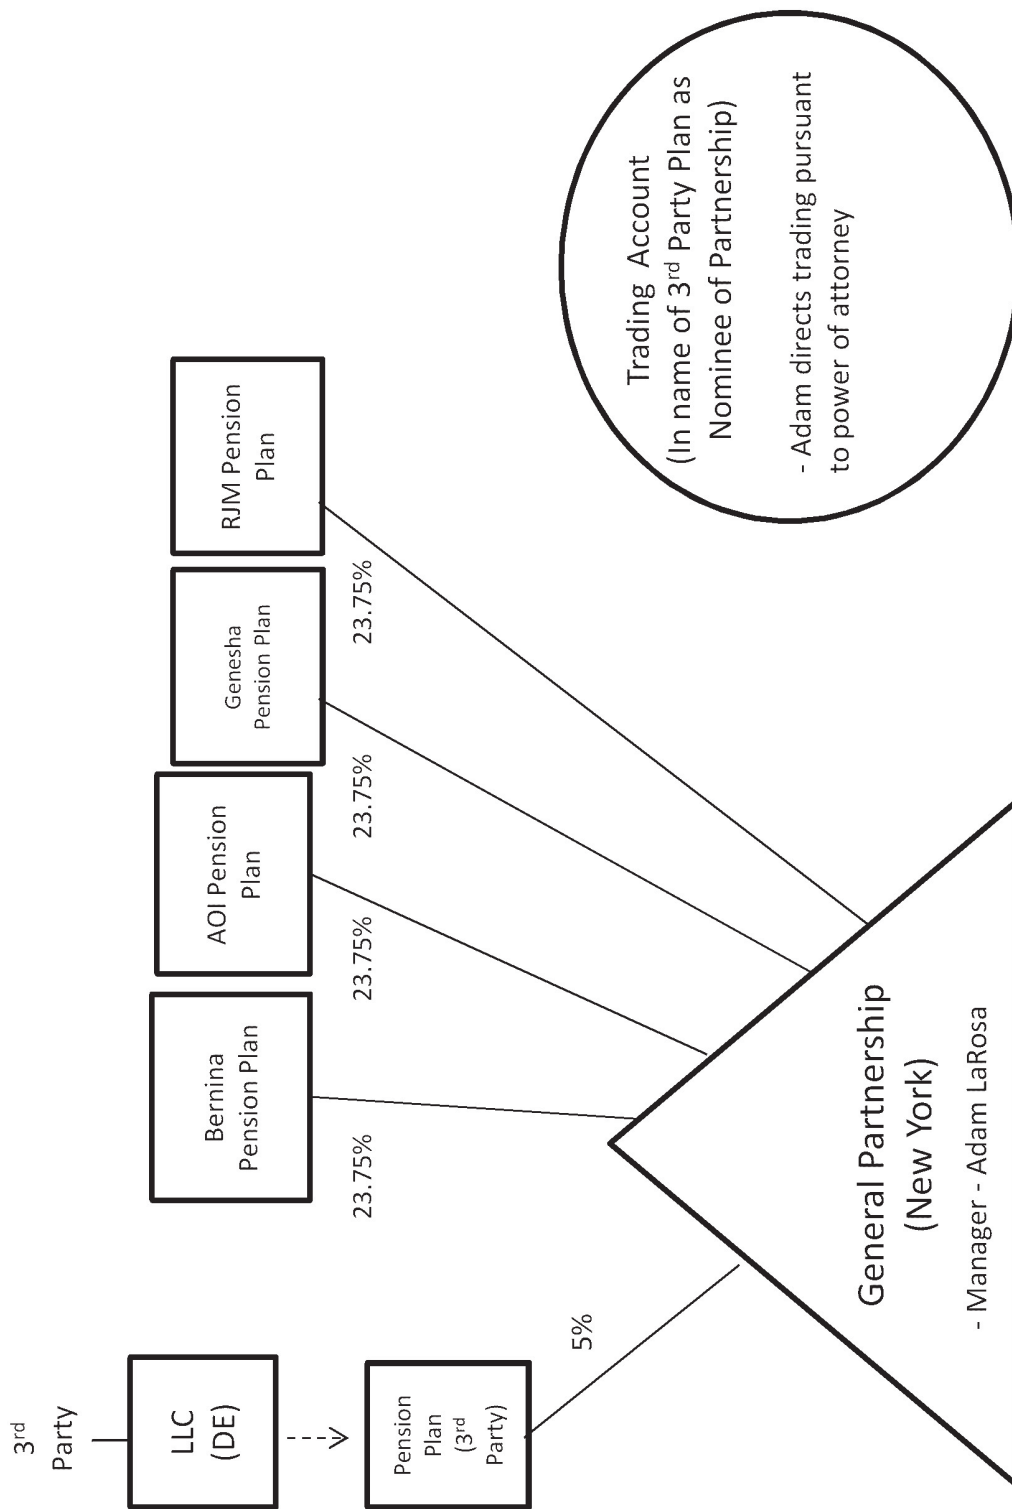 3rd
Party
LLC
(DE)
Pension
Plan
(3rd
Party)
5%
Bernina
Pension Plan
23.75%
AOI Pension
Plan
23.75%
Genesha
Pension Plan
23.75%
RJM Pension
Plan
23.75%
General Partnership
(New York)
- Manager - Adam LaRosa
Trading Account
(In name of 3rd Party Plan as
Nominee of Partnership)
- Adam directs trading pursuant
to power of attorney